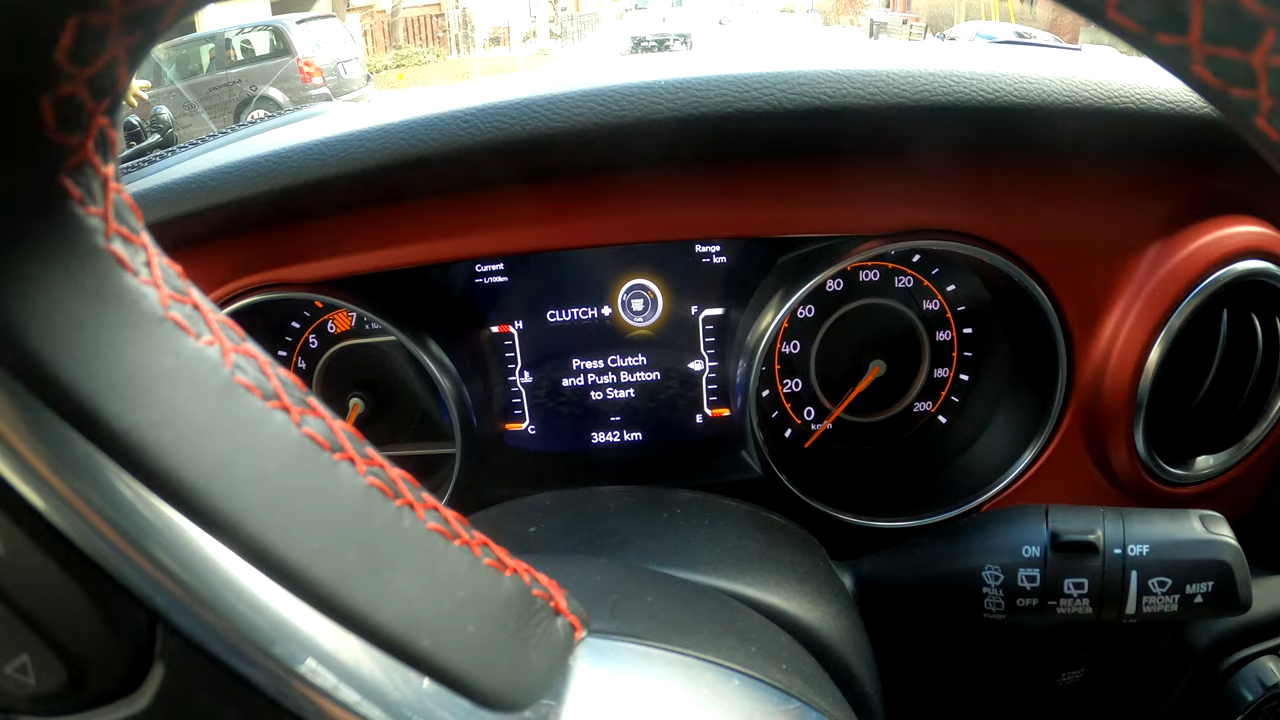 Current
-- L/100km
Range
-- km
CLUTCH +
H
C
F
E
Press Clutch
and Push Button
to Start
--
3842 km
4
5
6
7
0
20
40
60
80
100
120
140
160
180
200
km/h
ON
OFF
PULL
OFF
REAR
WIPER
FRONT
WIPER
MIST